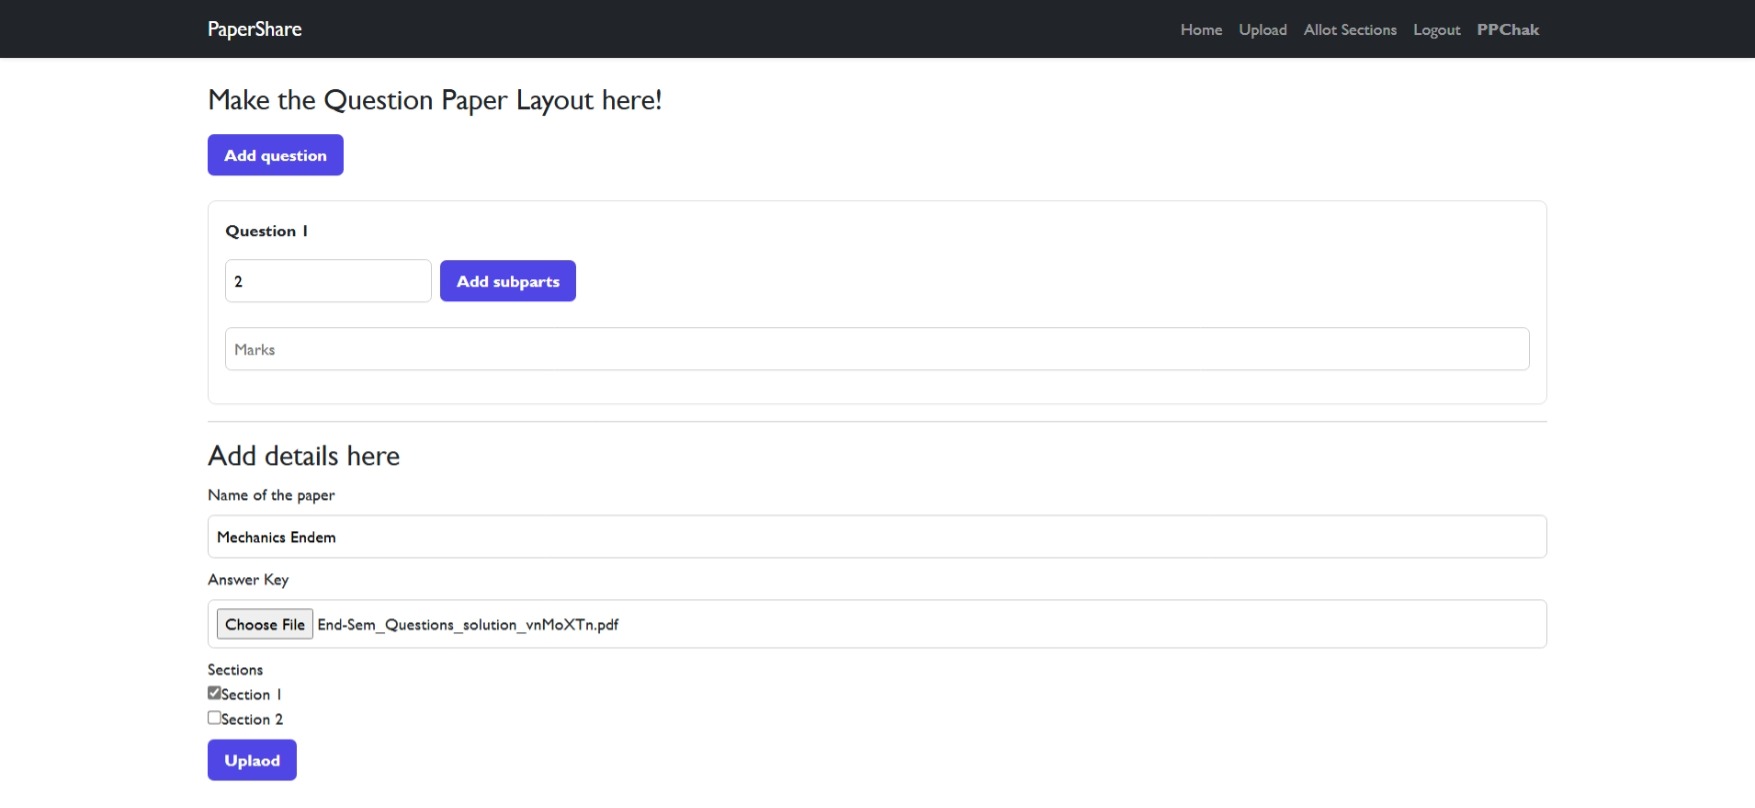 PaperShare Home Upload Allot Sections Logout PPChak
Make the Question Paper Layout here!
Add question
Question 1
2 Add subparts
Marks
Add details here
Name of the paper
Mechanics Endem
Answer Key
Choose File End-Sem_Questions_solution_vnMoXTn.pdf
Sections
Section 1
Section 2
Uplaod